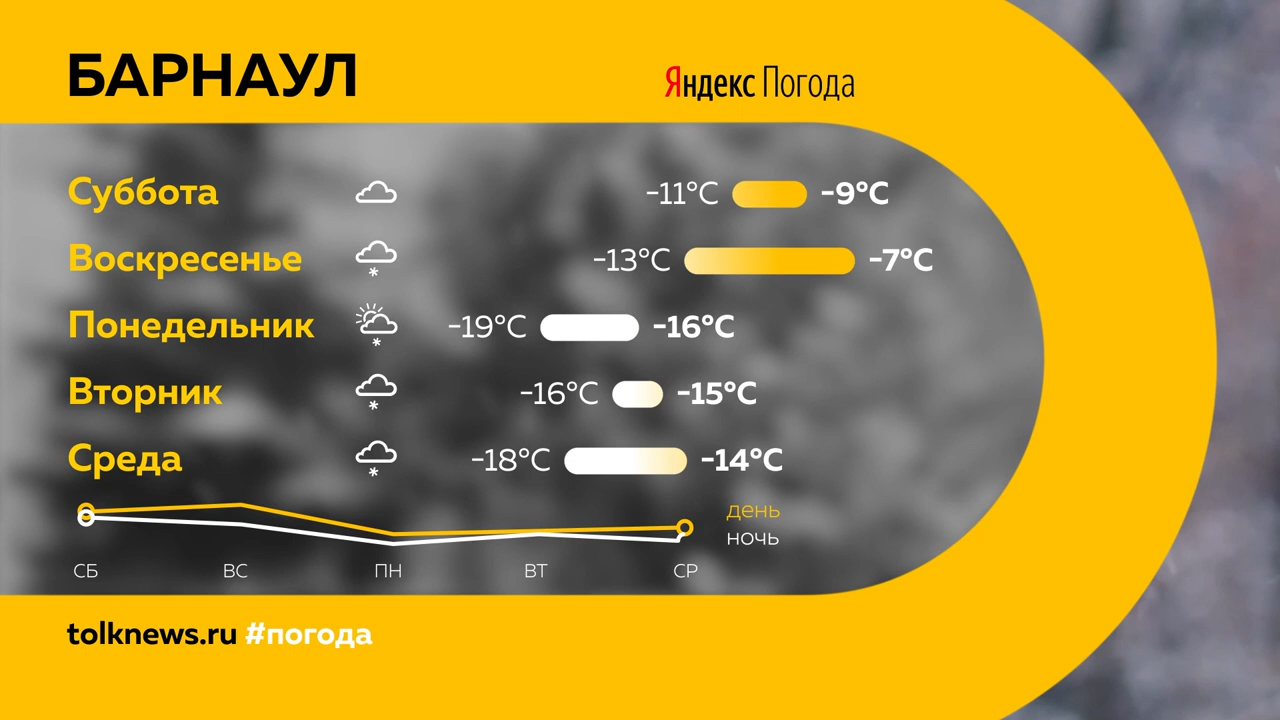 БАРНАУЛ
Яндекс Погода
Суббота -11°C -9°C
Воскресенье -13°C -7°C
Понедельник -19°C -16°C
Вторник -16°C -15°C
Среда -18°C -14°C
день
ночь
СБ ВС ПН ВТ СР
tolknews.ru #погода